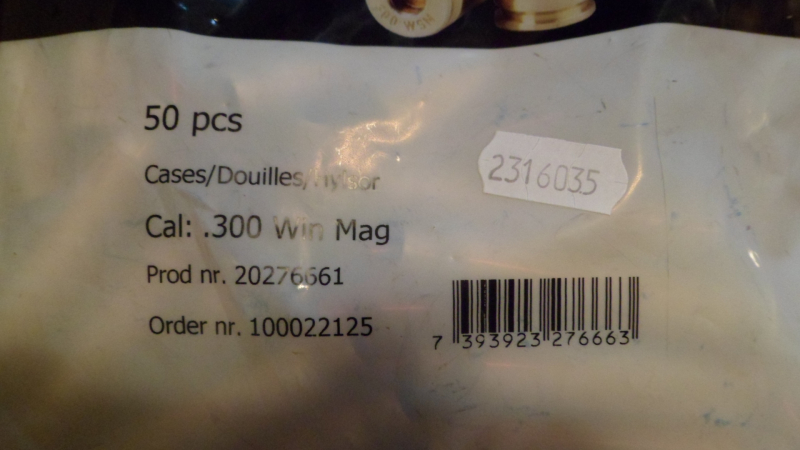 50 pcs
Cases/Douilles/Hylsor
2316035
Cal: .300 Win Mag
Prod nr. 20276661
Order nr. 100022125
7 393923 276663